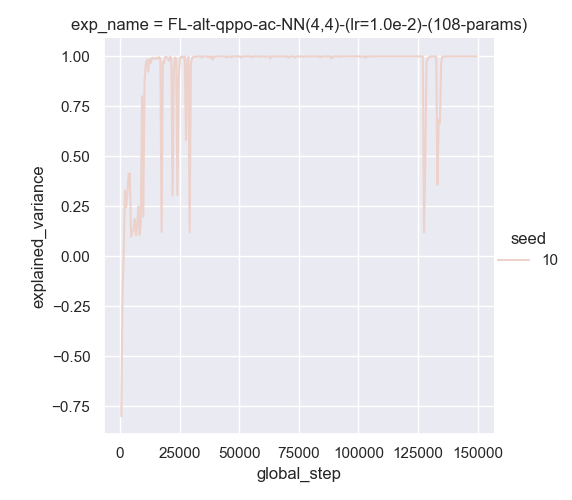 exp_name = FL-alt-qppo-ac-NN(4,4)-(lr=1.0e-2)-(108-params)
explained_variance
1.00
0.75
0.50
0.25
0.00
−0.25
−0.50
−0.75
0 25000 50000 75000 100000 125000 150000
global_step
seed
10